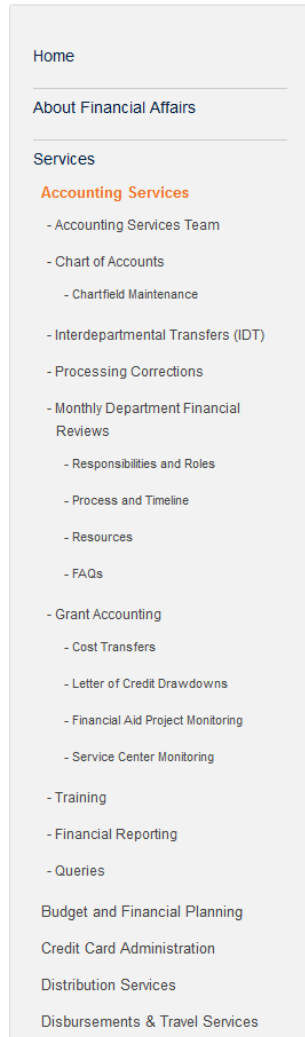 Home
About Financial Affairs
Services
Accounting Services
- Accounting Services Team
- Chart of Accounts
- Chartfield Maintenance
- Interdepartmental Transfers (IDT)
- Processing Corrections
- Monthly Department Financial
Reviews
- Responsibilities and Roles
- Process and Timeline
- Resources
- FAQs
- Grant Accounting
- Cost Transfers
- Letter of Credit Drawdowns
- Financial Aid Project Monitoring
- Service Center Monitoring
- Training
- Financial Reporting
- Queries
Budget and Financial Planning
Credit Card Administration
Distribution Services
Disbursements & Travel Services